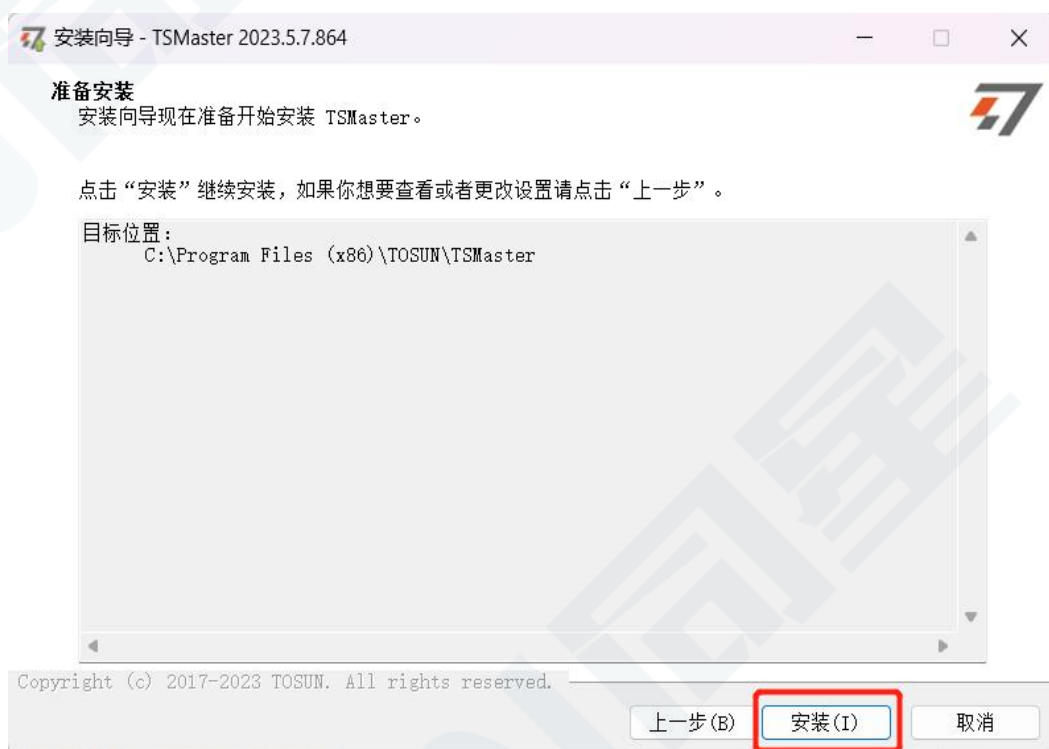 安装向导 - TSMaster 2023.5.7.864
准备安装
安装向导现在准备开始安装 TSMaster。
点击“安装”继续安装，如果你想要查看或者更改设置请点击“上一步”。
目标位置：
C:\Program Files (x86)\TOSUN\TSMaster
Copyright (c) 2017-2023 TOSUN. All rights reserved.
上一步(B) 安装(I) 取消